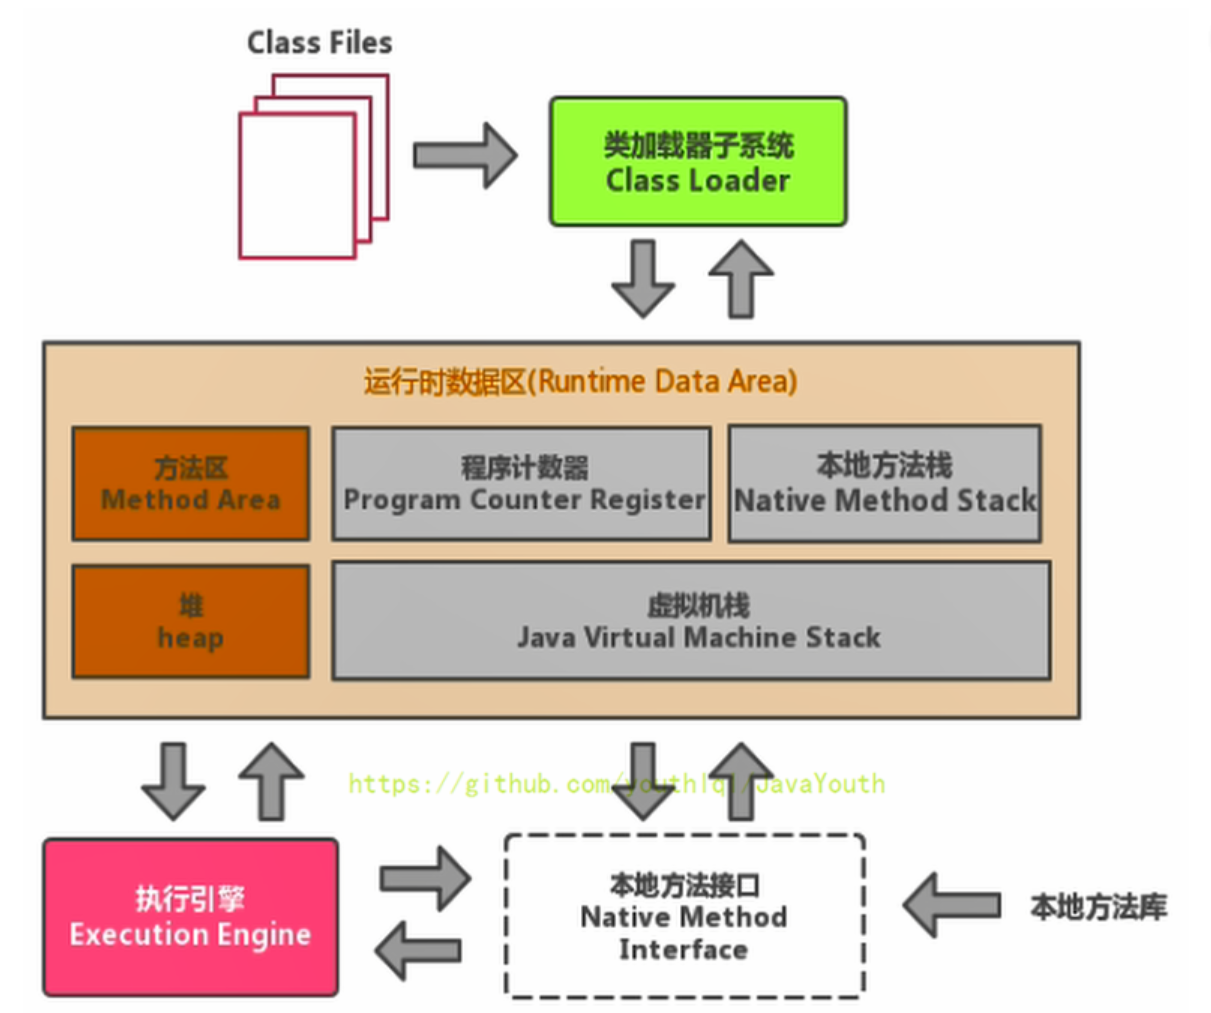 Class Files
类加载器子系统
Class Loader
运行时数据区(Runtime Data Area)
方法区
Method Area
程序计数器
Program Counter Register
本地方法栈
Native Method Stack
堆
heap
虚拟机栈
Java Virtual Machine Stack
https://github.com/youthlql/JavaYouth
执行引擎
Execution Engine
本地方法接口
Native Method
Interface
本地方法库